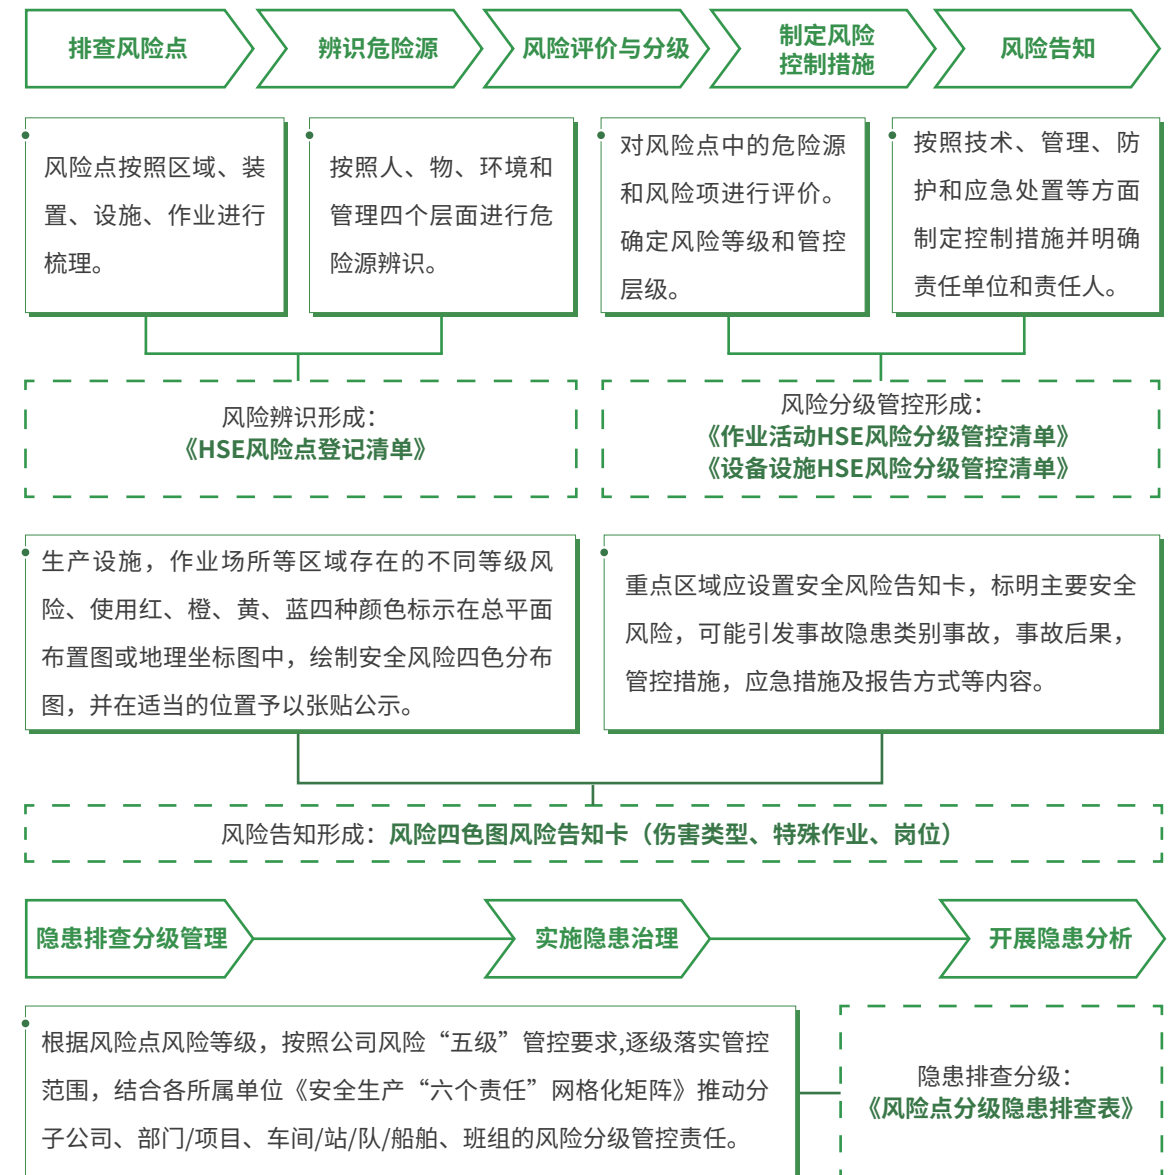 排查风险点
辨识危险源
风险评价与分级
制定风险
控制措施
风险告知
风险点按照区域、装
置、设施、作业进行
梳理。
按照人、物、环境和
管理四个层面进行危
险源辨识。
对风险点中的危险源
和风险项进行评价。
确定风险等级和管控
层级。
按照技术、管理、防
护和应急处置等方面
制定控制措施并明确
责任单位和责任人。
风险辨识形成：
《HSE风险点登记清单》
风险分级管控形成：
《作业活动HSE风险分级管控清单》
《设备设施HSE风险分级管控清单》
生产设施，作业场所等区域存在的不同等级风
险、使用红、橙、黄、蓝四种颜色标示在总平面
布置图或地理坐标图中，绘制安全风险四色分布
图，并在适当的位置予以张贴公示。
重点区域应设置安全风险告知卡，标明主要安全
风险，可能引发事故隐患类别事故，事故后果，
管控措施，应急措施及报告方式等内容。
风险告知形成：风险四色图风险告知卡（伤害类型、特殊作业、岗位）
隐患排查分级管理
实施隐患治理
开展隐患分析
根据风险点风险等级，按照公司风险“五级”管控要求,逐级落实管控
范围，结合各所属单位《安全生产“六个责任”网格化矩阵》推动分
子公司、部门/项目、车间/站/队/船舶、班组的风险分级管控责任。
隐患排查分级：
《风险点分级隐患排查表》